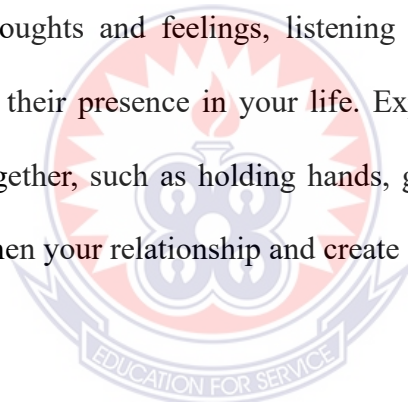 oughts and feelings, listening
their presence in your life. Ex
gether, such as holding hands, g
hen your relationship and create
EDUCATION FOR SERVICE